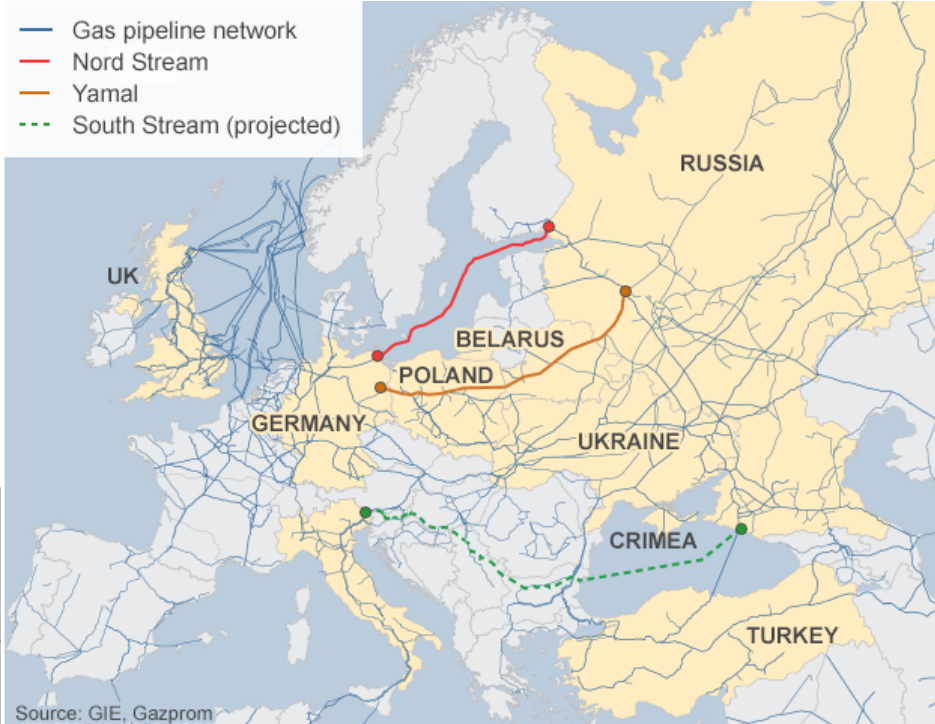 Gas pipeline network
Nord Stream
Yamal
South Stream (projected)
RUSSIA
UK
BELARUS
POLAND
GERMANY
UKRAINE
CRIMEA
TURKEY
Source: GIE, Gazprom